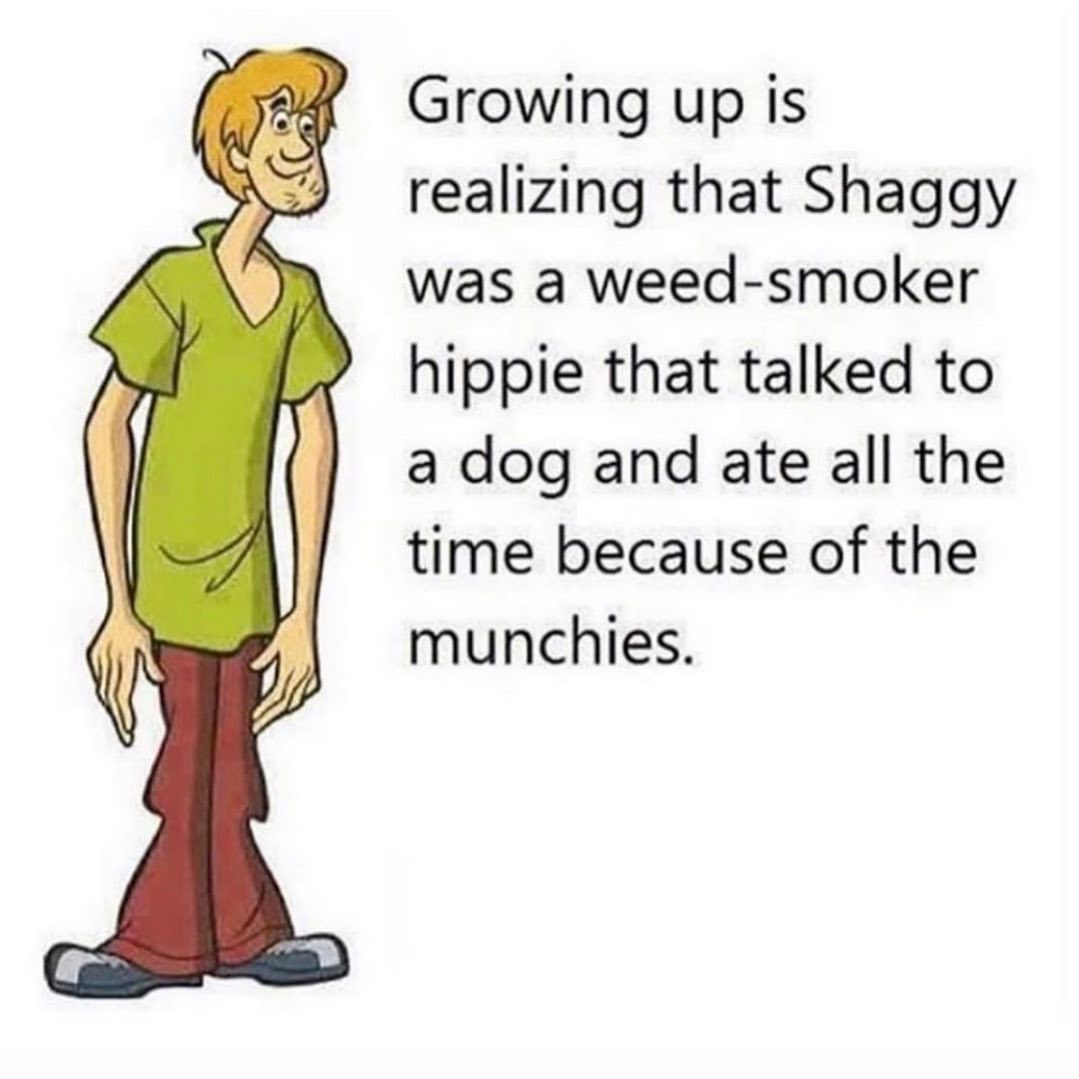 Growing up is
realizing that Shaggy
was a weed-smoker
hippie that talked to
a dog and ate all the
time because of the
munchies.